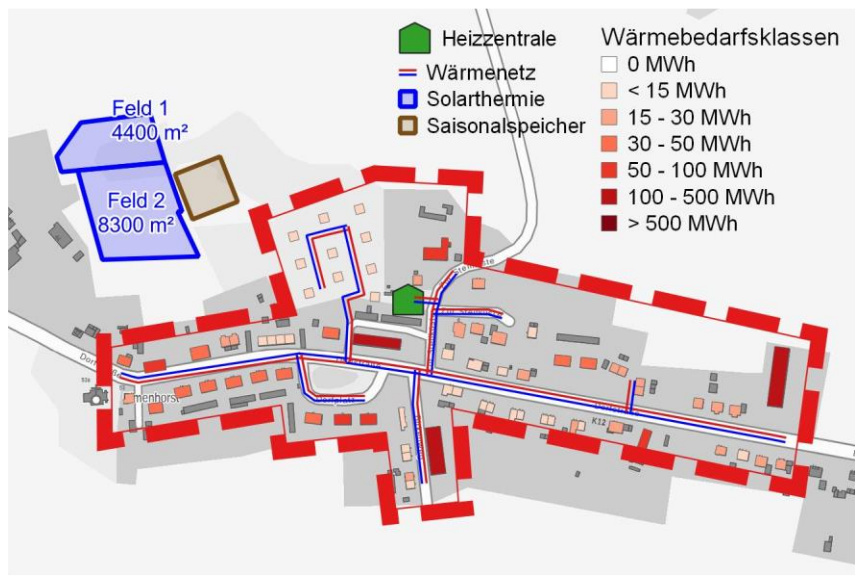 Heizzentrale
Wärmenetz
Solarthermie
Saisonalspeicher
Wärmebedarfsklassen
0 MWh
< 15 MWh
15 - 30 MWh
30 - 50 MWh
50 - 100 MWh
100 - 500 MWh
> 500 MWh
Feld 1
4400 m²
Feld 2
8300 m²
K12